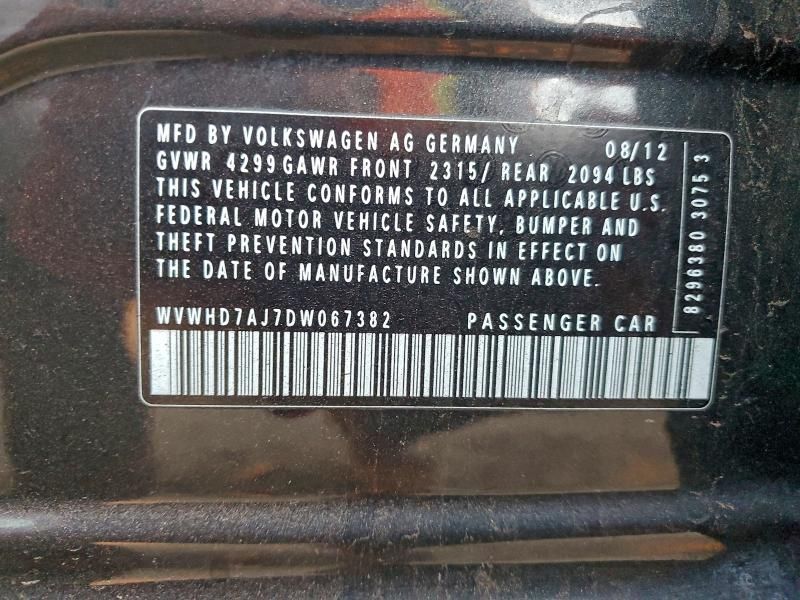 MFD BY VOLKSWAGEN AG GERMANY 08/12
GVWR 4299 GAWR FRONT 2315/ REAR 2094 LBS
THIS VEHICLE CONFORMS TO ALL APPLICABLE U.S.
FEDERAL MOTOR VEHICLE SAFETY, BUMPER AND
THEFT PREVENTION STANDARDS IN EFFECT ON
THE DATE OF MANUFACTURE SHOWN ABOVE.
WVWHD7AJ7DW067382 PASSENGER CAR
8296380 3075 3